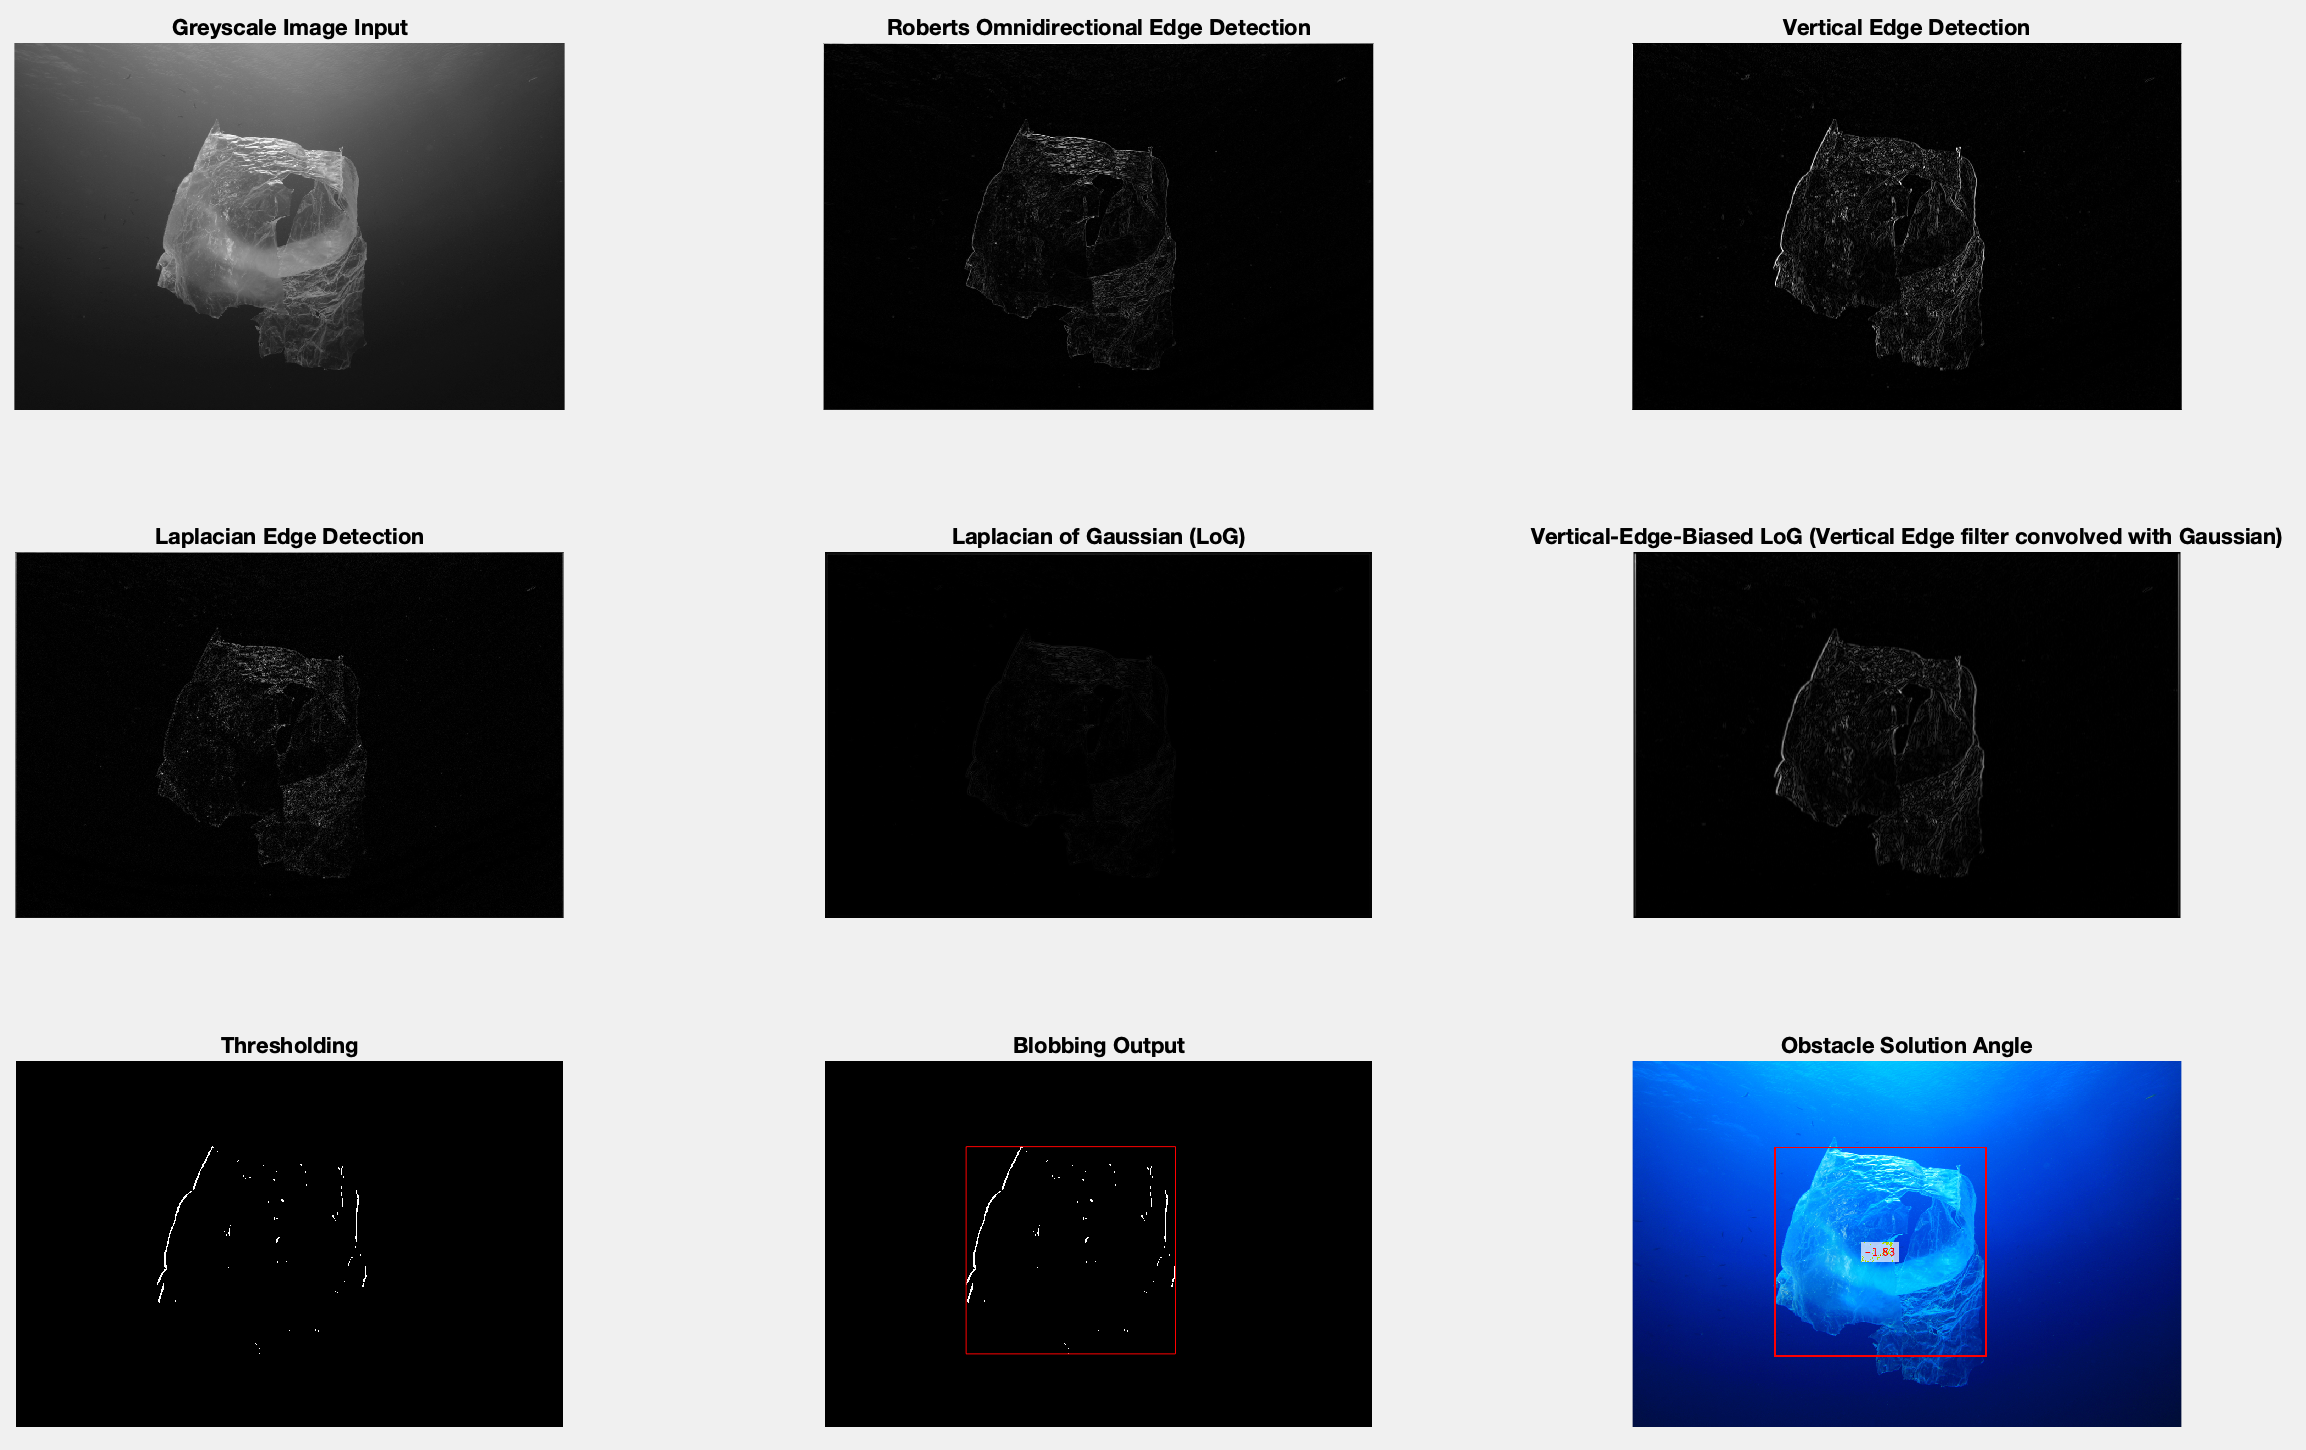 Greyscale Image Input
Roberts Omnidirectional Edge Detection
Vertical Edge Detection
Laplacian Edge Detection
Laplacian of Gaussian (LoG)
Vertical-Edge-Biased LoG (Vertical Edge filter convolved with Gaussian)
Thresholding
Blobbing Output
Obstacle Solution Angle
-1.83